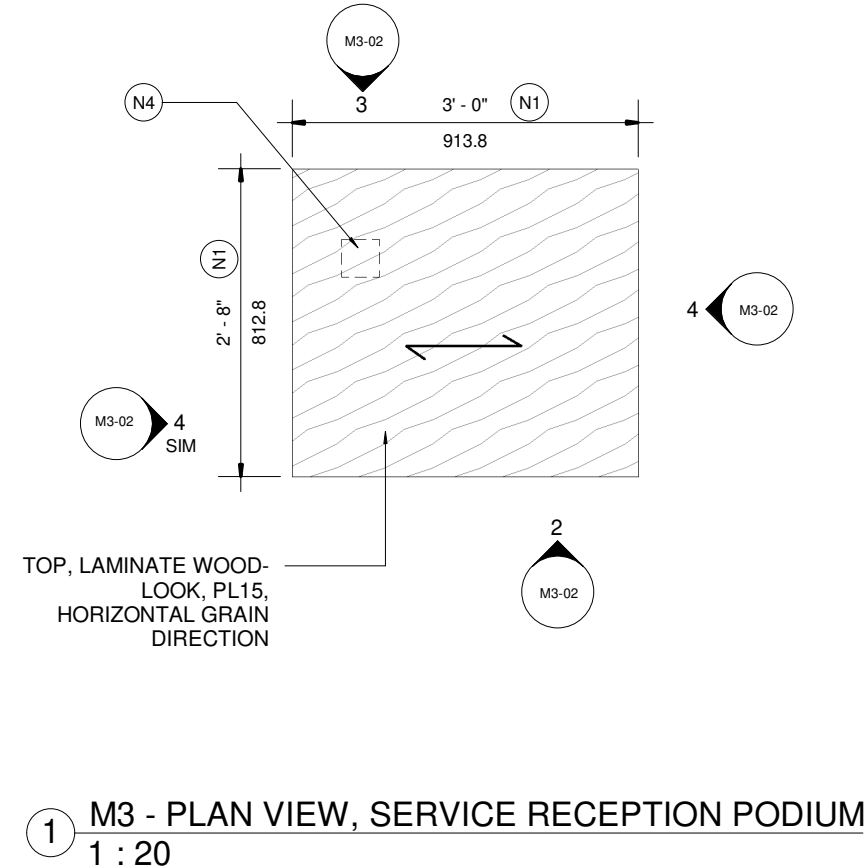 M3-02
3
N4
3' - 0"
N1
913.8
N1
2' - 8"
812.8
4
M3-02
M3-02
4
SIM
2
M3-02
TOP, LAMINATE WOOD-
LOOK, PL15,
HORIZONTAL GRAIN
DIRECTION
1
M3 - PLAN VIEW, SERVICE RECEPTION PODIUM
1 : 20